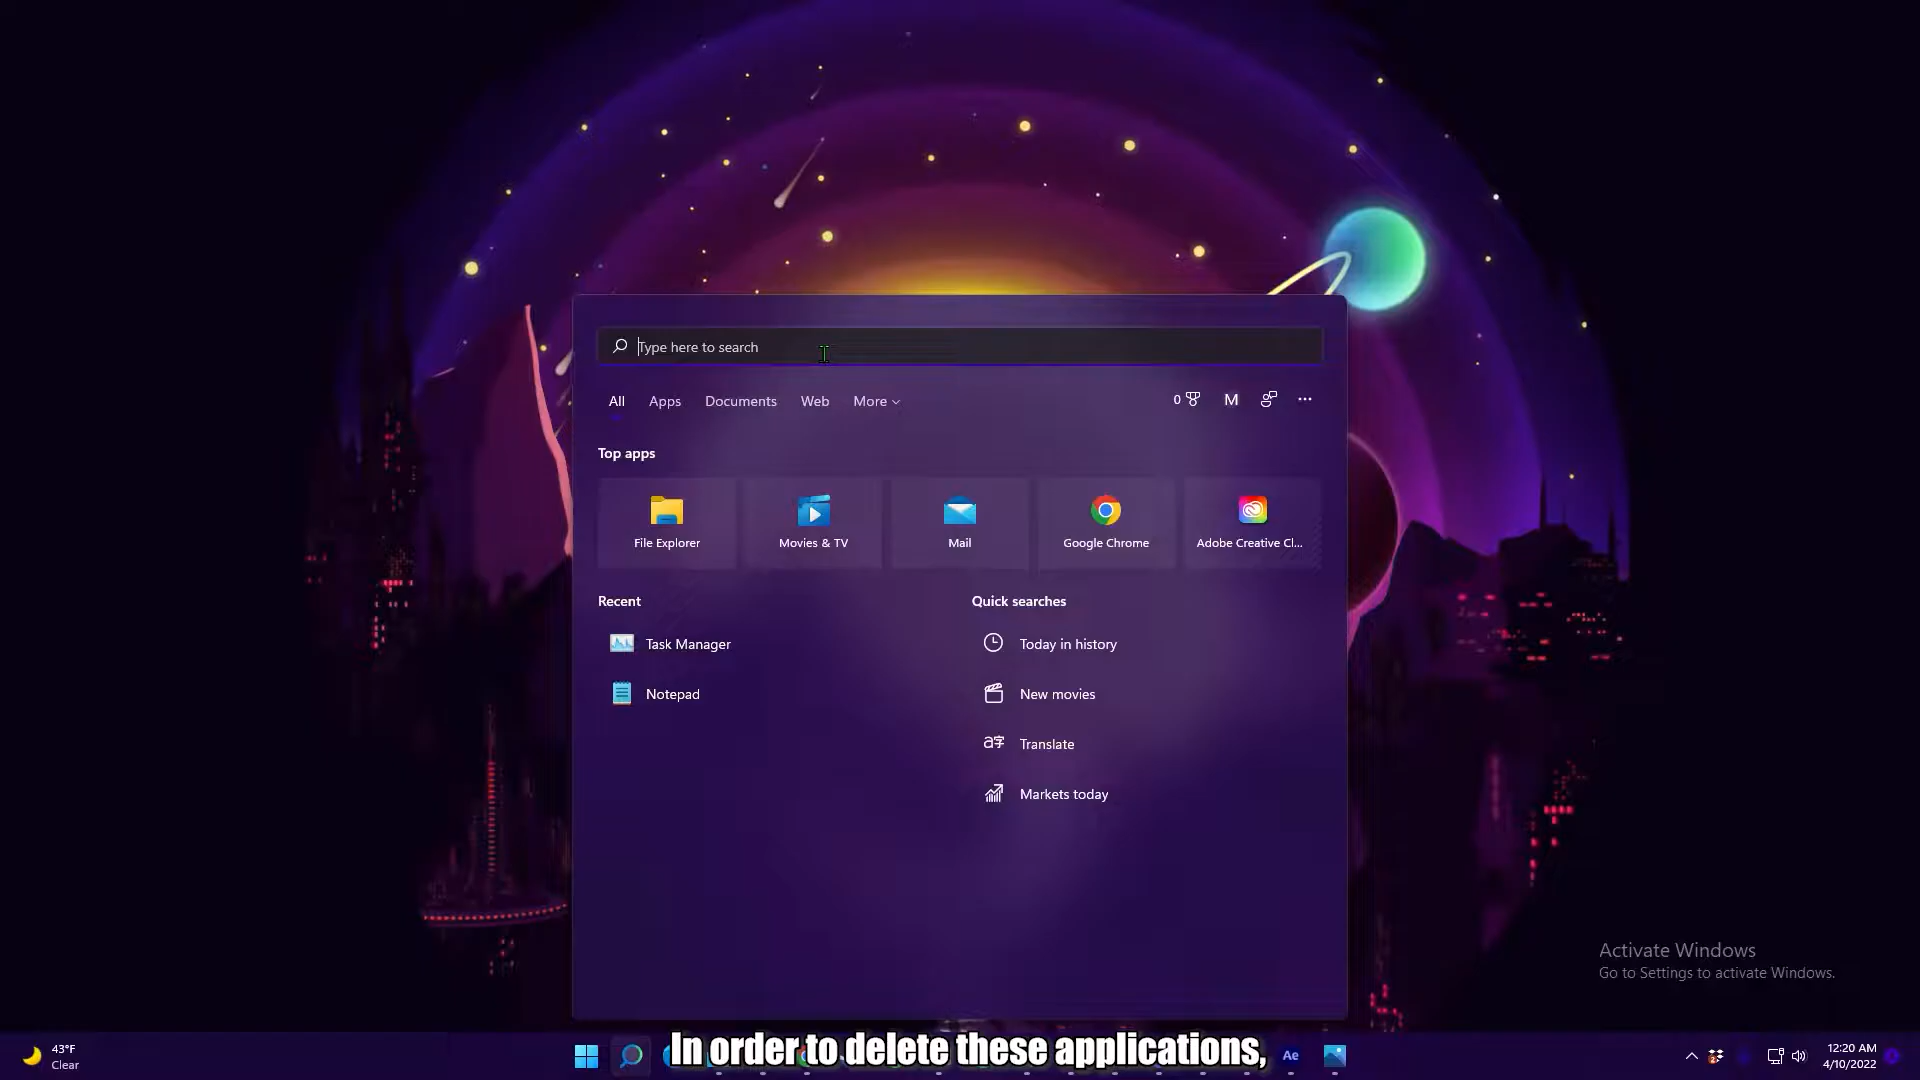 Type here to search
All Apps Documents Web More
0 M ...
Top apps
File Explorer Movies & TV Mail Google Chrome Adobe Creative Cl...
Recent Quick searches
Task Manager Today in history
Notepad New movies
Translate
Markets today
Activate Windows
Go to Settings to activate Windows.
43°F
Clear
In order to delete these applications,
Ae
12:20 AM
4/10/2022